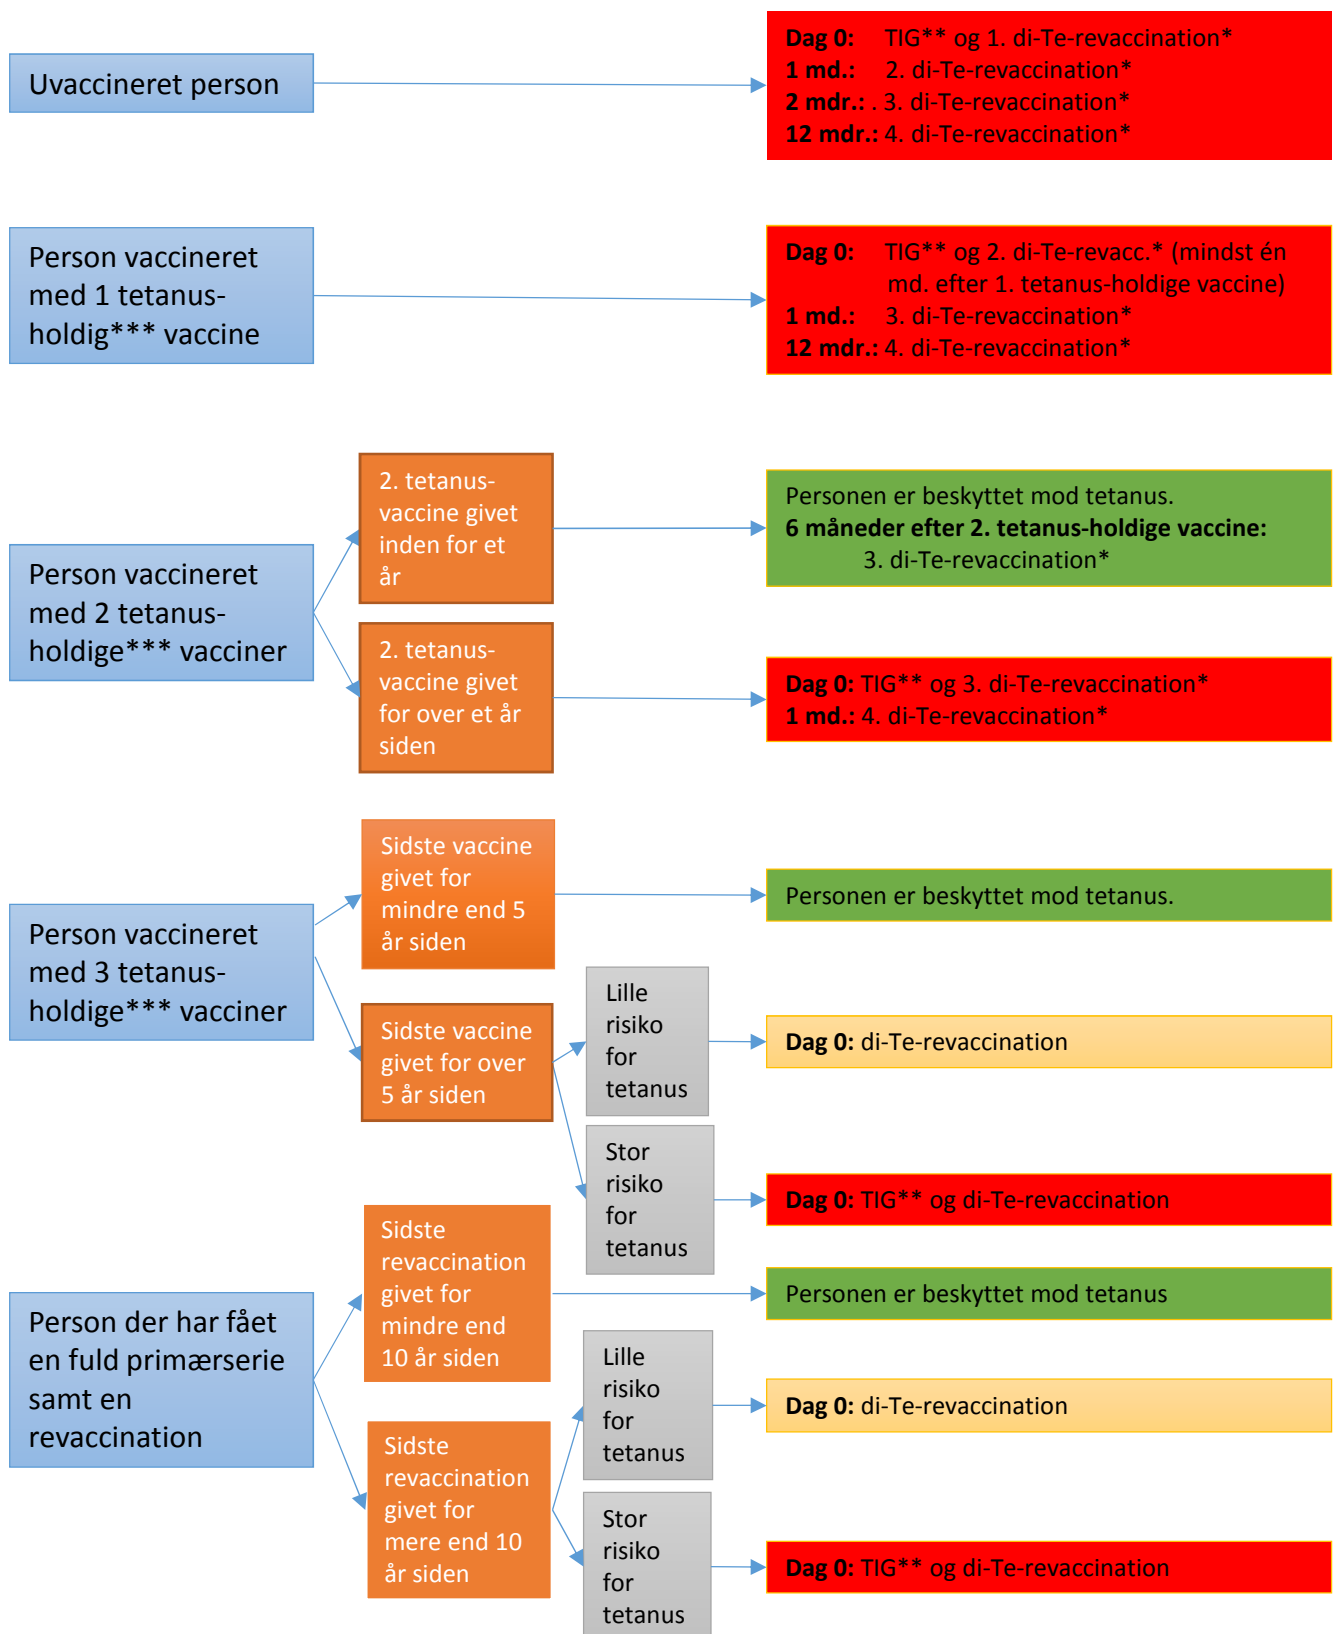 Uvaccineret person
Dag 0: TIG** og 1. di-Te-revaccination*
1 md.: 2. di-Te-revaccination*
2 mdr.: . 3. di-Te-revaccination*
12 mdr.: 4. di-Te-revaccination*
Person vaccineret
med 1 tetanus-
holdig*** vaccine
Dag 0: TIG** og 2. di-Te-revacc.* (mindst én
md. efter 1. tetanus-holdige vaccine)
1 md.: 3. di-Te-revaccination*
12 mdr.: 4. di-Te-revaccination*
Person vaccineret
med 2 tetanus-
holdige*** vacciner
2. tetanus-
vaccine givet
inden for et
år
Personen er beskyttet mod tetanus.
6 måneder efter 2. tetanus-holdige vaccine:
3. di-Te-revaccination*
2. tetanus-
vaccine givet
for over et år
siden
Dag 0: TIG** og 3. di-Te-revaccination*
1 md.: 4. di-Te-revaccination*
Person vaccineret
med 3 tetanus-
holdige*** vacciner
Sidste vaccine
givet for
mindre end 5
år siden
Personen er beskyttet mod tetanus.
Sidste vaccine
givet for over
5 år siden
Lille
risiko
for
tetanus
Dag 0: di-Te-revaccination
Stor
risiko
for
tetanus
Dag 0: TIG** og di-Te-revaccination
Person der har fået
en fuld primærserie
samt en
revaccination
Sidste
revaccination
givet for
mindre end
10 år siden
Personen er beskyttet mod tetanus
Sidste
revaccination
givet for
mere end 10
år siden
Lille
risiko
for
tetanus
Dag 0: di-Te-revaccination
Stor
risiko
for
tetanus
Dag 0: TIG** og di-Te-revaccination